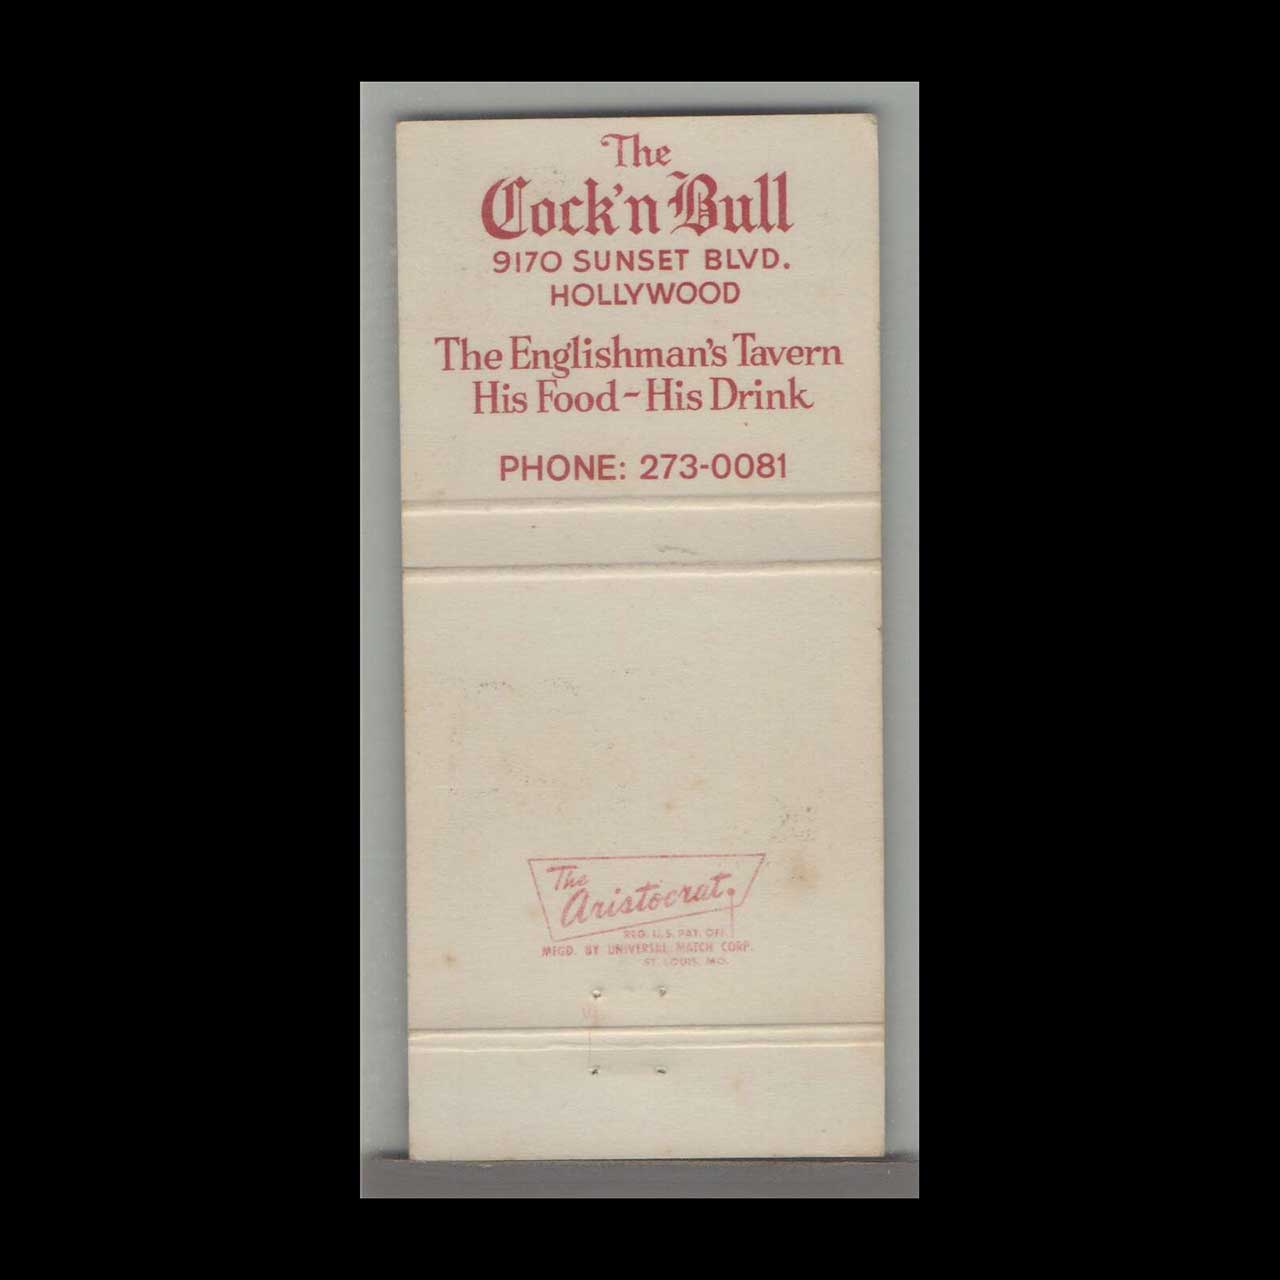 The
Cock'n Bull
9170 SUNSET BLVD.
HOLLYWOOD
The Englishman's Tavern
His Food~His Drink
PHONE: 273-0081
The
Aristocrat
REG. U.S. PAT. OFF.
MFGD. BY UNIVERSAL MATCH CORP.
ST. LOUIS, MO.